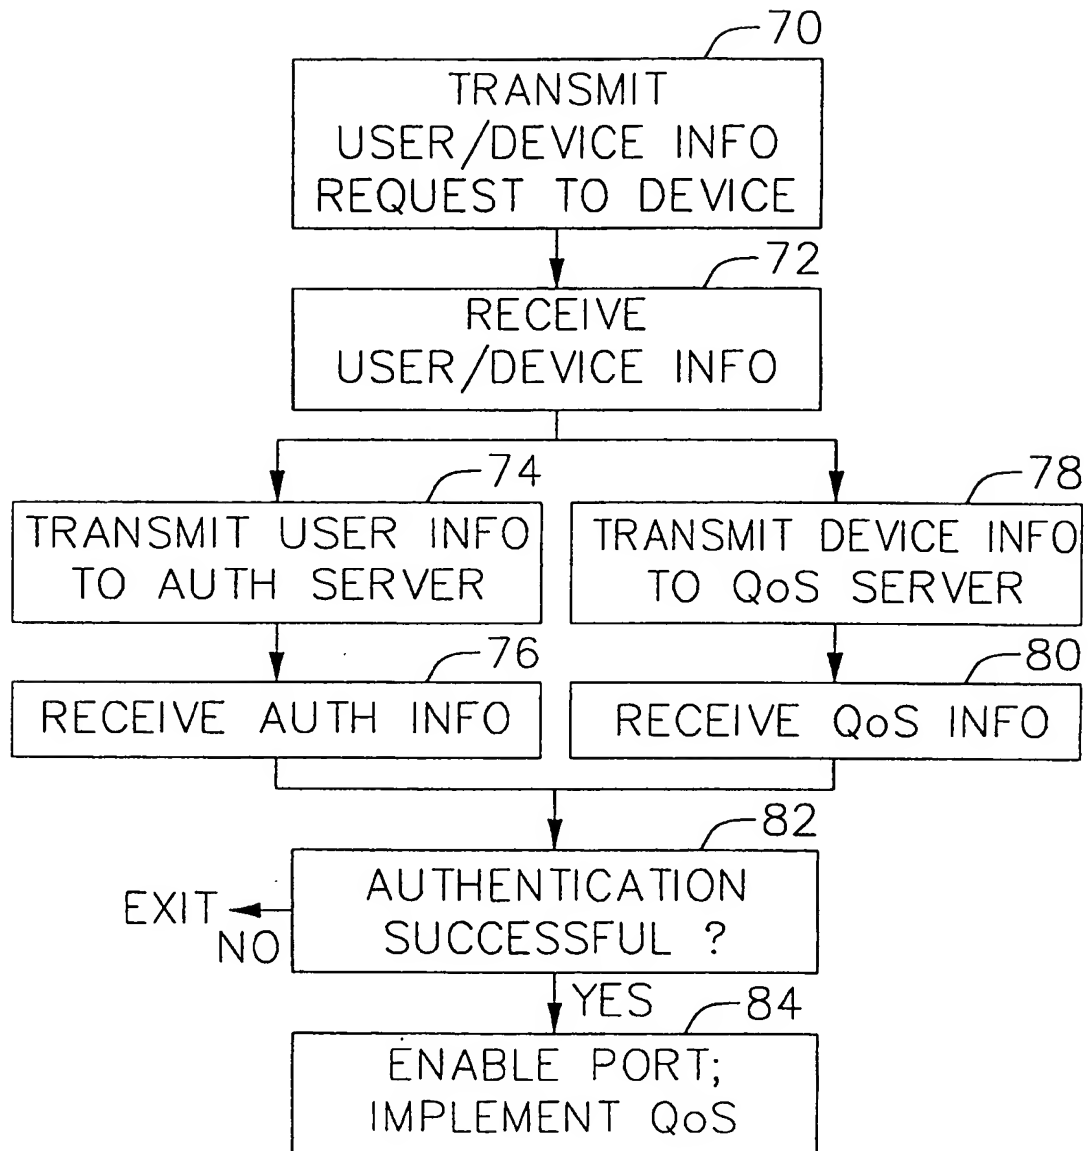 70
TRANSMIT
USER/DEVICE INFO
REQUEST TO DEVICE
72
RECEIVE
USER/DEVICE INFO
74
TRANSMIT USER INFO
TO AUTH SERVER
78
TRANSMIT DEVICE INFO
TO QoS SERVER
76
RECEIVE AUTH INFO
80
RECEIVE QoS INFO
82
AUTHENTICATION
SUCCESSFUL ?
EXIT
NO
YES
84
ENABLE PORT;
IMPLEMENT QoS